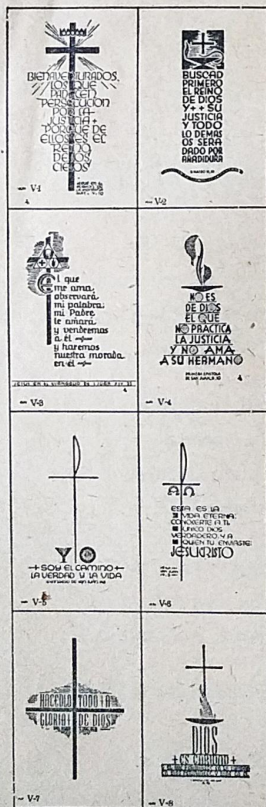 BIENAVENTURADOS,
LOS QUE
PADECEN
PERSECUCION
POR LA
JUSTICIA +
PORQUE DE
ELLOS ES EL
REINO
DE LOS
CIELOS
— V-1
BUSCAD
PRIMERO
EL REINO
DE DIOS
Y + + SU
JUSTICIA
Y TODO
LO DEMAS
OS SERA
DADO POR
AÑADIDURA
— V-2
El que
me ama,
observará
mi palabra;
mi Padre
le amará
y vendremos
a él
y haremos
nuestra morada
en él
— V-3
NO ES
DE DIOS
EL QUE
NO PRACTICA
LA JUSTICIA
Y NO AMA
A SU HERMANO
— V-4
+ SOY EL CAMINO +
LA VERDAD Y LA VIDA
— V-5
A Ω
ESTA ES LA
VIDA ETERNA:
CONOCERTE A TI,
UNICO DIOS
VERDADERO, Y A
QUIEN TU ENVIASTE:
JESUCRISTO
— V-6
HACEDLO TODO A
GLORIA DE DIOS
— V-7
DIOS
ES CARIDAD
— V-8